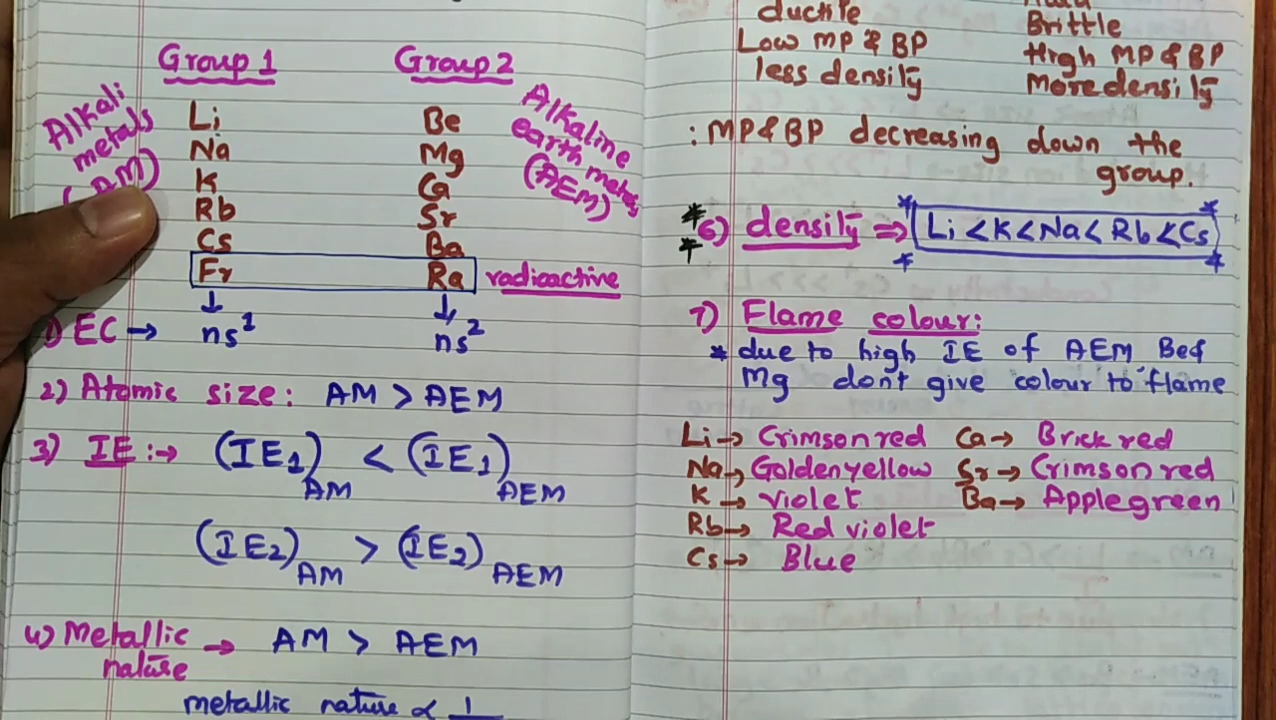 Group 1 Group 2
Alkali metals (AM)
Alkaline earth metals (AEM)
Li Be
Na Mg
K Ca
Rb Sr
Cs Ba
Fr Ra radioactive
↓ ↓
1) EC → ns¹ ns²
2) Atomic size: AM > AEM
3) IE :→ (IE₁)AM < (IE₁)AEM
(IE₂)AM > (IE₂)AEM
4) Metallic nature → AM > AEM
metallic nature ∝ 1
ductile
Brittle
Low MP & BP High MP & BP
less density More density
: MP & BP decreasing down the
group.
6) density ⇒ Li < K < Na < Rb < Cs
7) Flame colour:
* due to high IE of AEM Be &
Mg don't give colour to flame
Li → Crimson red Ca → Brick red
Na → Golden yellow Sr → Crimson red
K → violet Ba → Apple green
Rb → Red violet
Cs → Blue